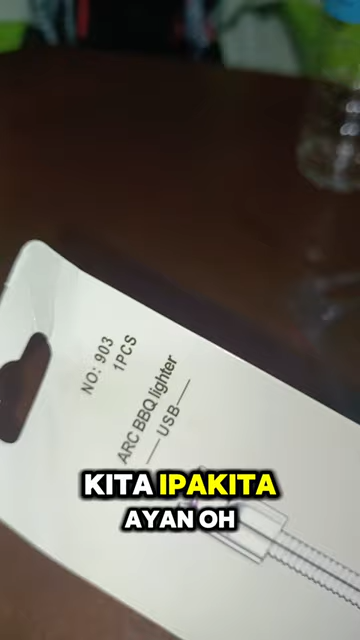 NO: 903
1PCS
ARC BBQ lighter
USB
KITA IPAKITA
AYAN OH